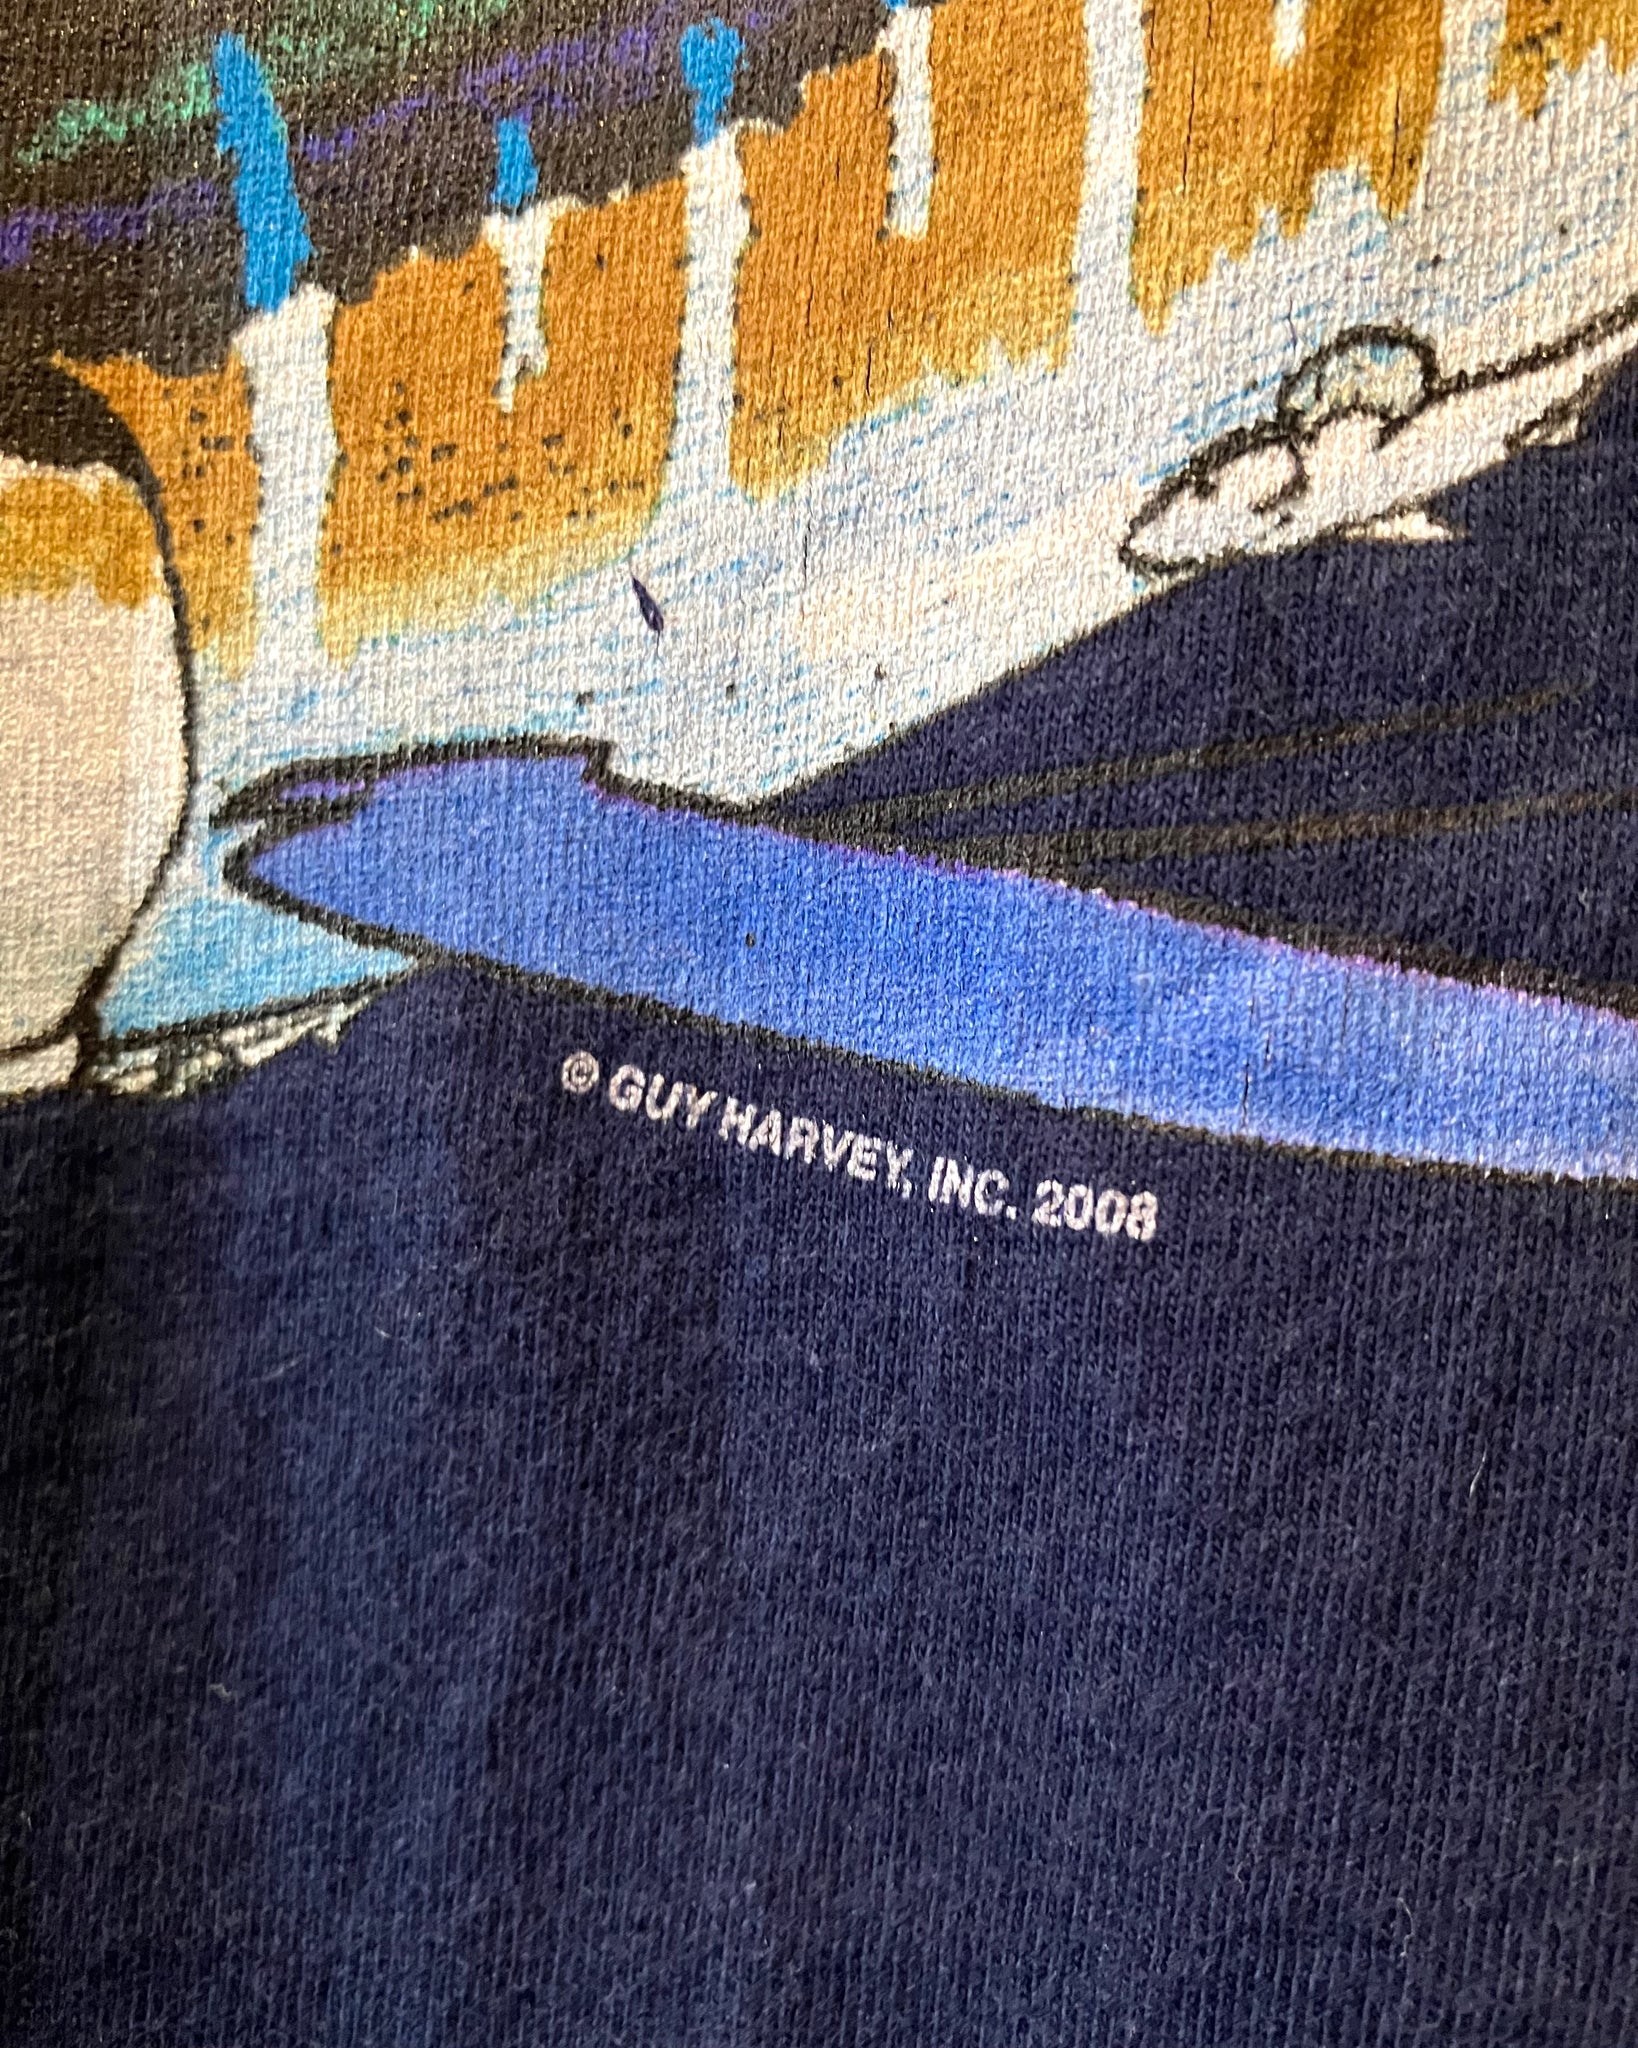 © GUY HARVEY, INC. 2008